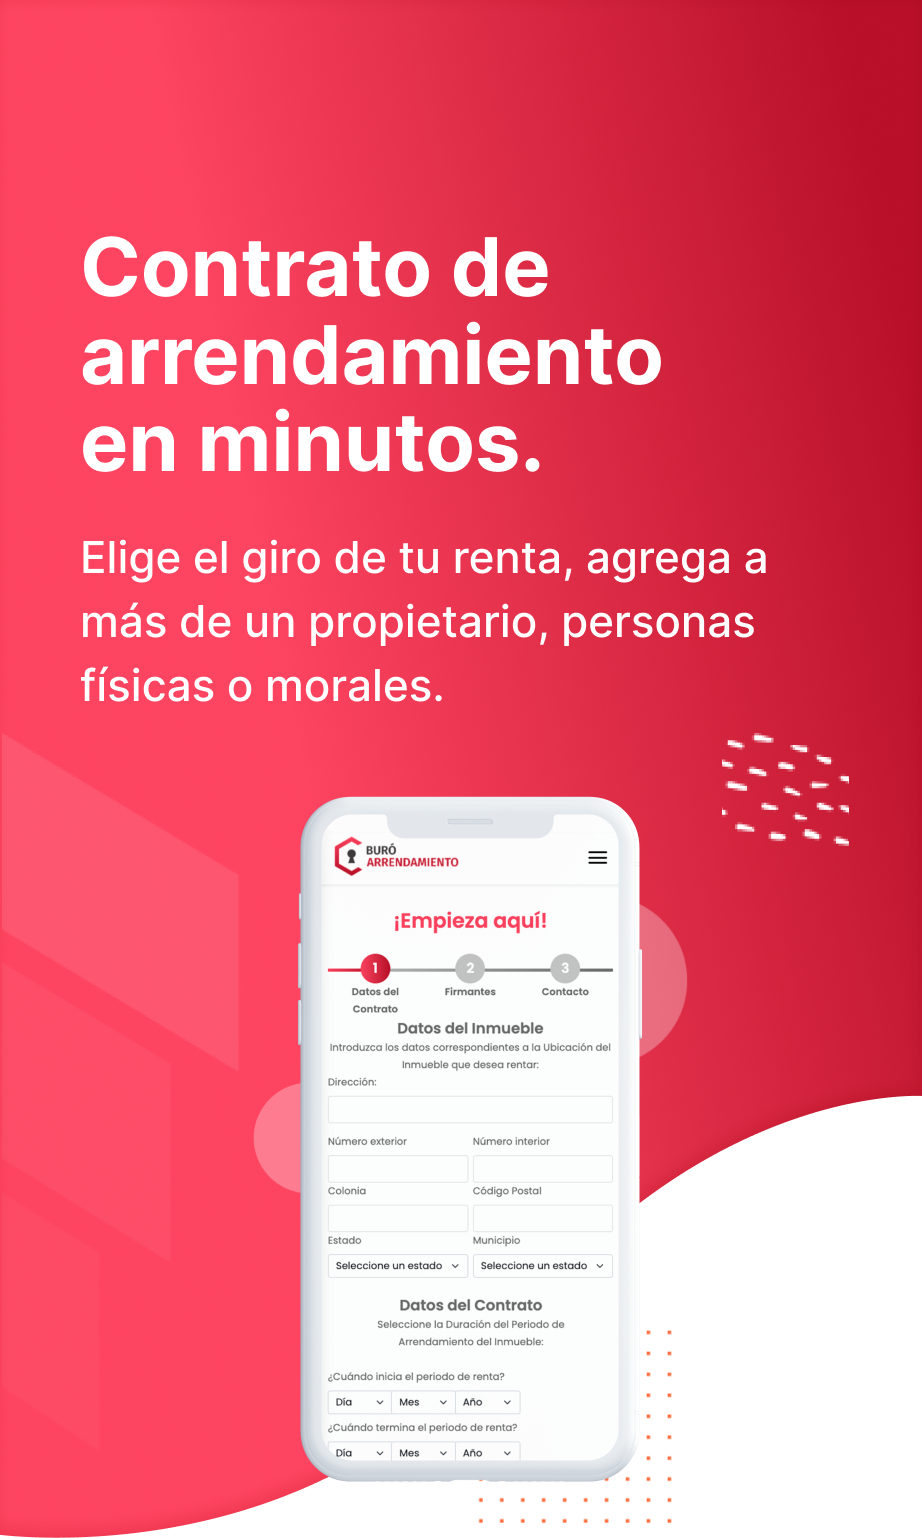 Contrato de
arrendamiento
en minutos.
Elige el giro de tu renta, agrega a
más de un propietario, personas
físicas o morales.
BURÓ
ARRENDAMIENTO
¡Empieza aquí!
1 2 3
Datos del Contrato Firmantes Contacto
Datos del Inmueble
Introduzca los datos correspondientes a la Ubicación del
Inmueble que desea rentar:
Dirección:
Número exterior Número interior
Colonia Código Postal
Estado Municipio
Seleccione un estado Seleccione un estado
Datos del Contrato
Seleccione la Duración del Periodo de
Arrendamiento del Inmueble:
¿Cuándo inicia el periodo de renta?
Día Mes Año
¿Cuándo termina el periodo de renta?
Día Mes Año